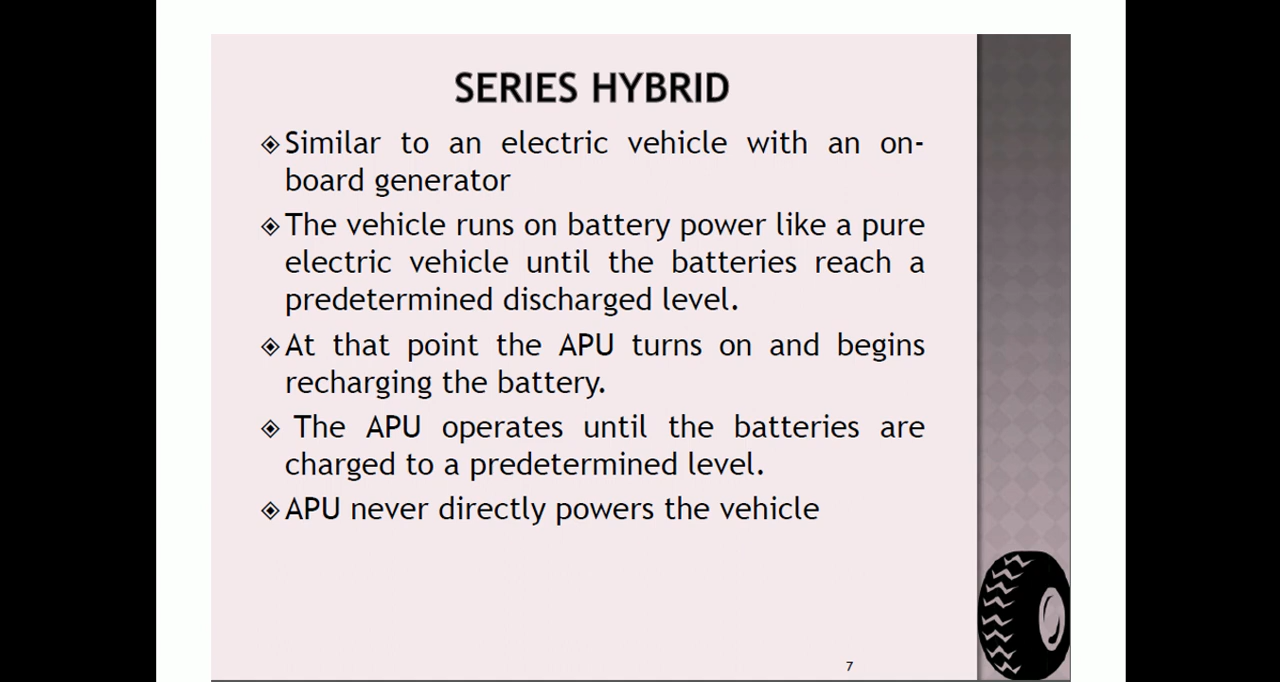 SERIES HYBRID
Similar to an electric vehicle with an on-
board generator
The vehicle runs on battery power like a pure
electric vehicle until the batteries reach a
predetermined discharged level.
At that point the APU turns on and begins
recharging the battery.
The APU operates until the batteries are
charged to a predetermined level.
APU never directly powers the vehicle
7